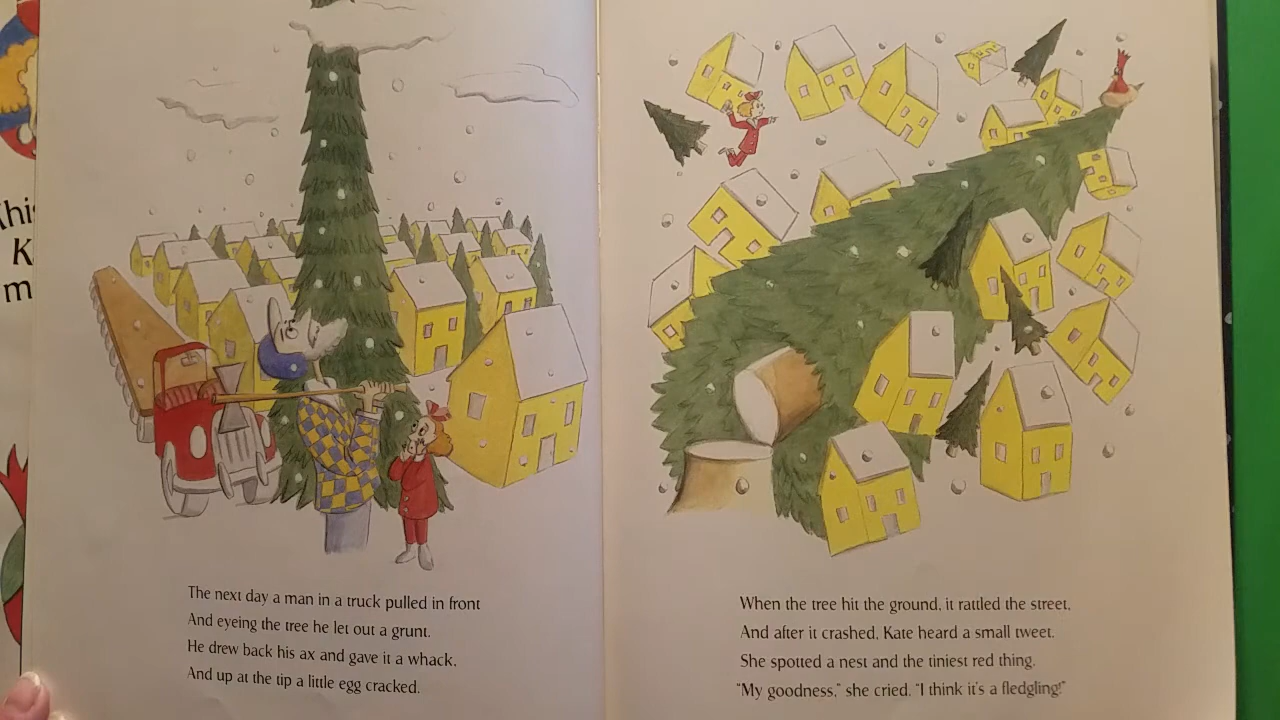 The next day a man in a truck pulled in front
And eyeing the tree he let out a grunt.
He drew back his ax and gave it a whack,
And up at the tip a little egg cracked.
When the tree hit the ground, it rattled the street,
And after it crashed, Kate heard a small tweet.
She spotted a nest and the tiniest red thing.
"My goodness," she cried. "I think it's a fledgling!"